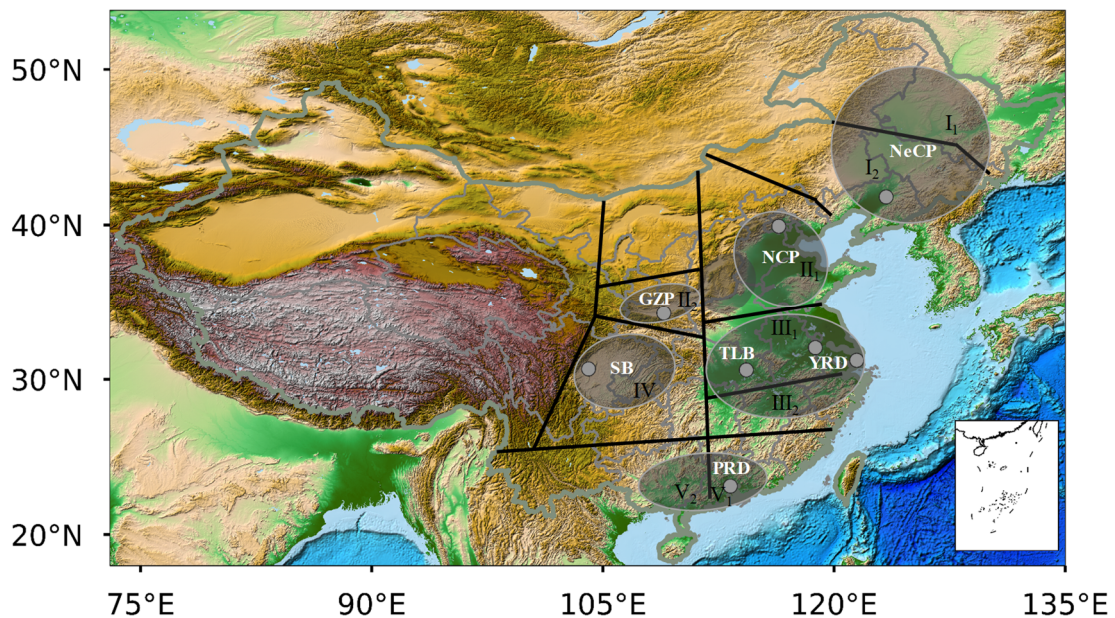 50°N
40°N
30°N
20°N
75°E
90°E
105°E
120°E
135°E
I₁
NeCP
I₂
NCP
II₁
GZP
II₂
III₁
TLB
YRD
SB
IV
III₂
PRD
V₂
V₁